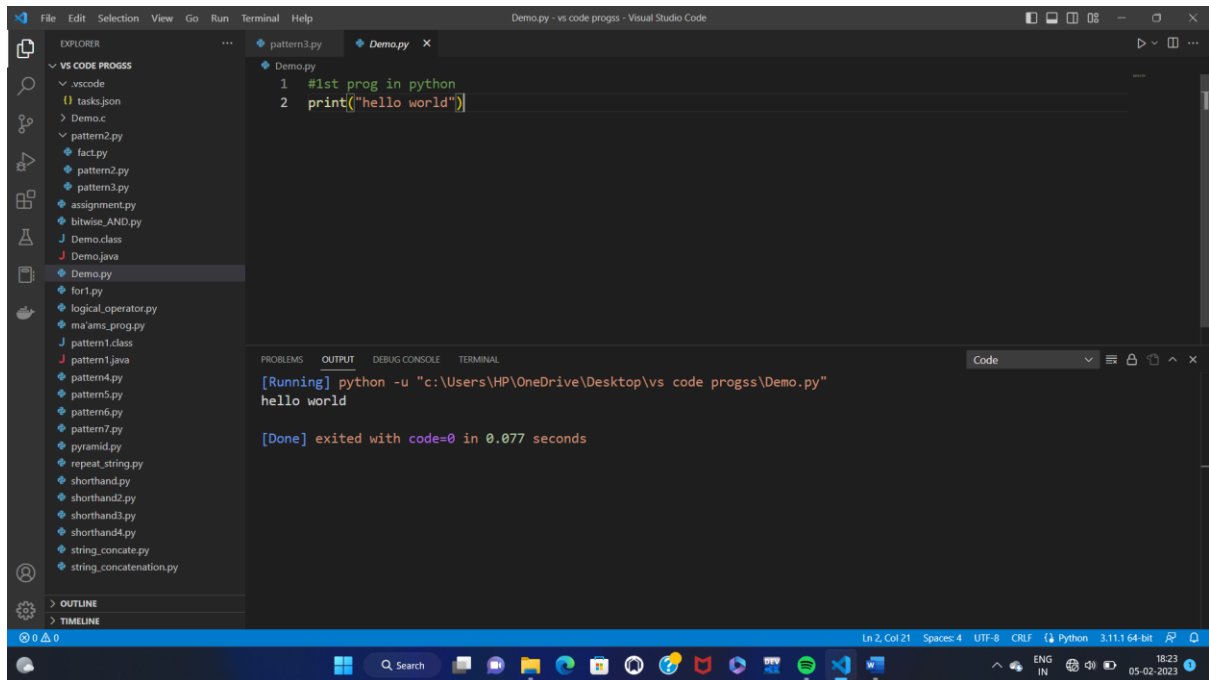 File Edit Selection View Go Run Terminal Help Demo.py - vs code progss - Visual Studio Code
EXPLORER
VS CODE PROGSS
.vscode
tasks.json
Demo.c
pattern2.py
fact.py
pattern2.py
pattern3.py
assignment.py
bitwise_AND.py
Demo.class
Demo.java
Demo.py
for1.py
logical_operator.py
ma'ams_prog.py
pattern1.class
pattern1.java
pattern4.py
pattern5.py
pattern6.py
pattern7.py
pyramid.py
repeat_string.py
shorthand.py
shorthand2.py
shorthand3.py
shorthand4.py
string_concate.py
string_concatenation.py
OUTLINE
TIMELINE
pattern3.py Demo.py
Demo.py
1 #1st prog in python
2 print("hello world")
PROBLEMS OUTPUT DEBUG CONSOLE TERMINAL Code
[Running] python -u "c:\Users\HP\OneDrive\Desktop\vs code progss\Demo.py"
hello world
[Done] exited with code=0 in 0.077 seconds
0 0 Ln 2, Col 21 Spaces: 4 UTF-8 CRLF Python 3.11.1 64-bit
Search
ENG
IN
18:23
05-02-2023
1